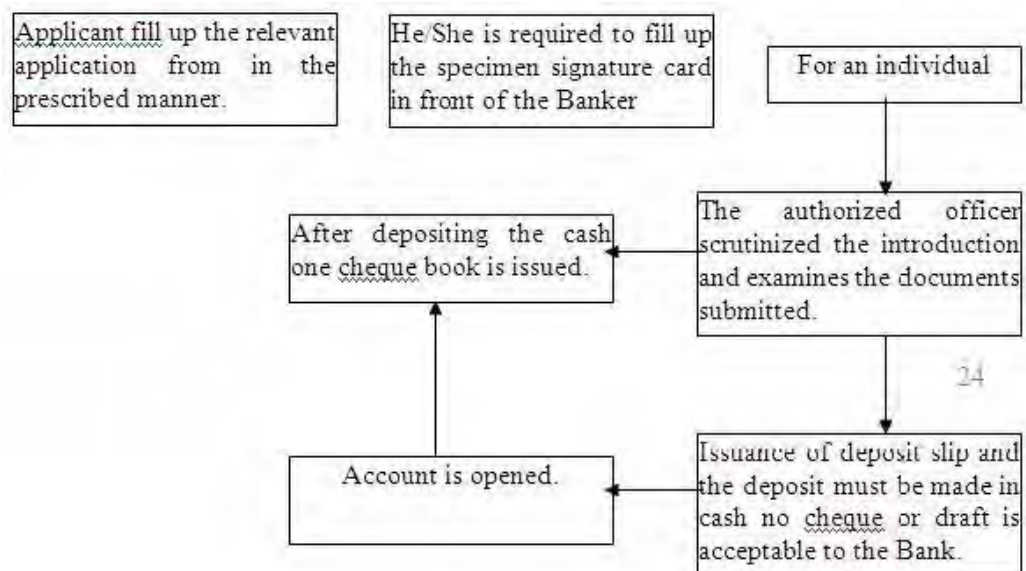 Applicant fill up the relevant
application from in the
prescribed manner.
He/She is required to fill up
the specimen signature card
in front of the Banker
For an individual
After depositing the cash
one cheque book is issued.
The authorized officer
scrutinized the introduction
and examines the documents
submitted.
24
Account is opened.
Issuance of deposit slip and
the deposit must be made in
cash no cheque or draft is
acceptable to the Bank.